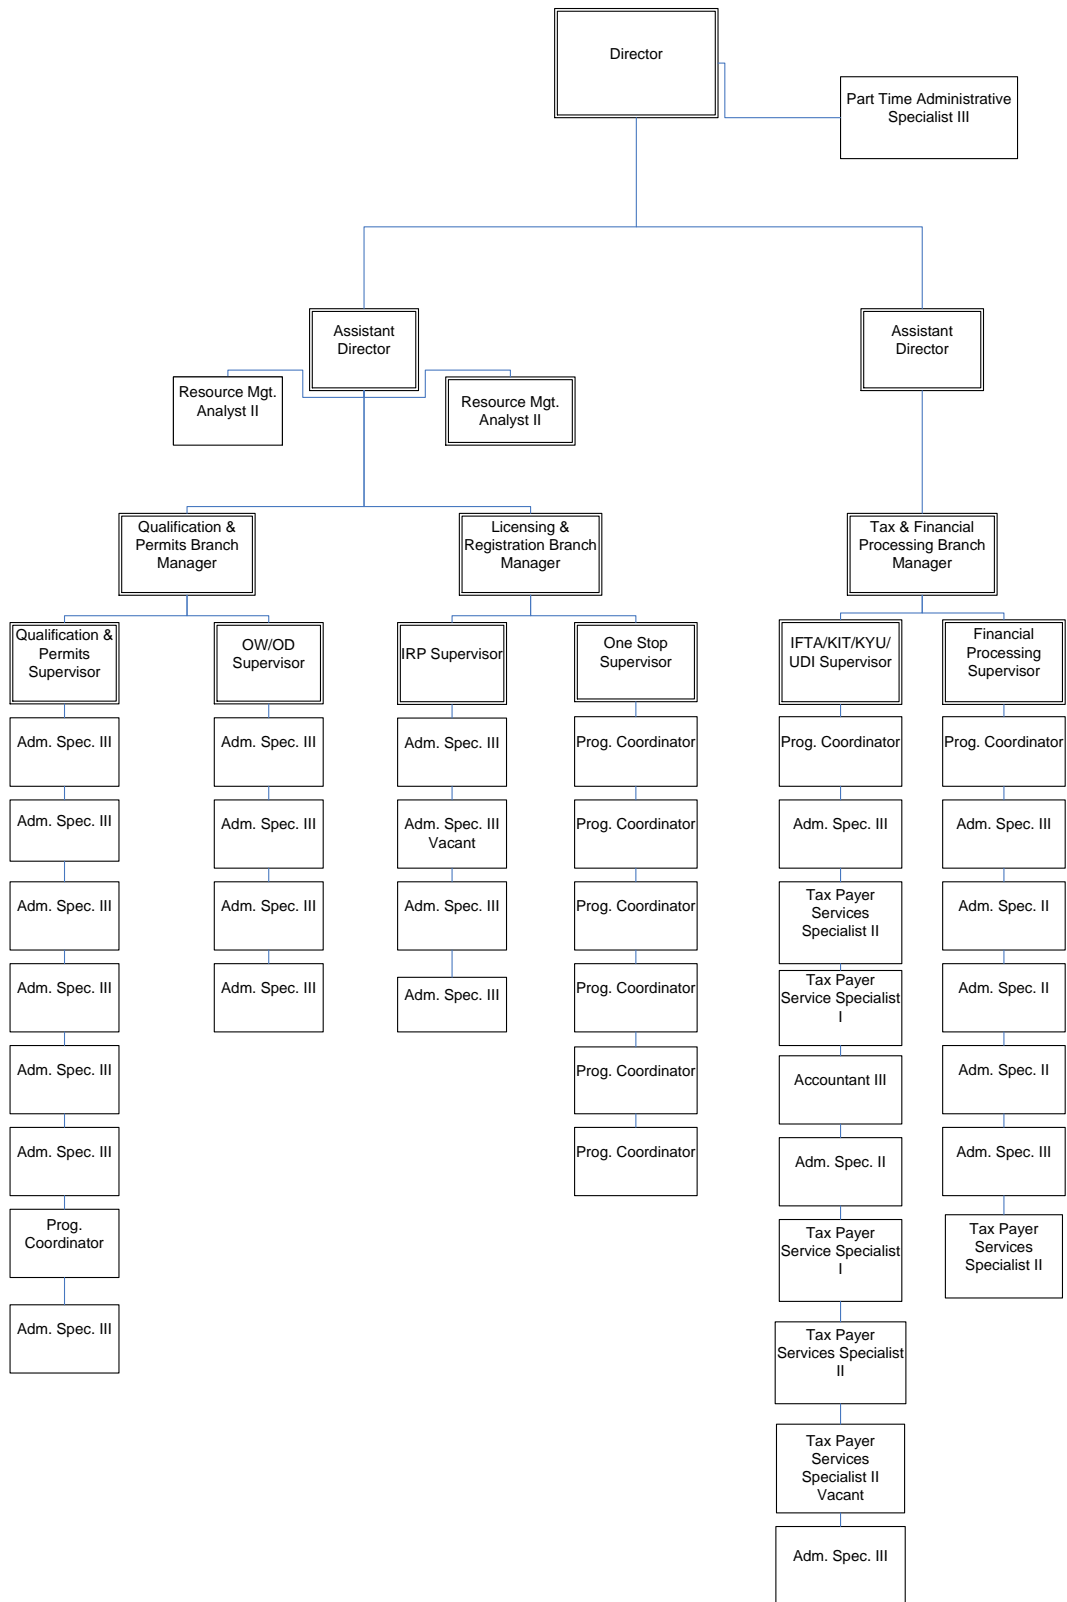 Director
Part Time Administrative
Specialist III
Assistant
Director
Assistant
Director
Resource Mgt.
Analyst II
Resource Mgt.
Analyst II
Qualification &
Permits Branch
Manager
Licensing &
Registration Branch
Manager
Tax & Financial
Processing Branch
Manager
Qualification &
Permits
Supervisor
OW/OD
Supervisor
IRP Supervisor
One Stop
Supervisor
IFTA/KIT/KYU/
UDI Supervisor
Financial
Processing
Supervisor
Adm. Spec. III
Adm. Spec. III
Adm. Spec. III
Prog. Coordinator
Prog. Coordinator
Prog. Coordinator
Adm. Spec. III
Adm. Spec. III
Adm. Spec. III
Vacant
Prog. Coordinator
Adm. Spec. III
Adm. Spec. III
Adm. Spec. III
Adm. Spec. III
Adm. Spec. III
Prog. Coordinator
Tax Payer
Services
Specialist II
Adm. Spec. II
Adm. Spec. III
Adm. Spec. III
Adm. Spec. III
Prog. Coordinator
Tax Payer
Service Specialist
I
Adm. Spec. II
Adm. Spec. III
Prog. Coordinator
Accountant III
Adm. Spec. II
Adm. Spec. III
Prog. Coordinator
Adm. Spec. II
Adm. Spec. III
Prog.
Coordinator
Tax Payer
Service Specialist
I
Tax Payer
Services
Specialist II
Adm. Spec. III
Tax Payer
Services Specialist
II
Tax Payer
Services
Specialist II
Vacant
Adm. Spec. III